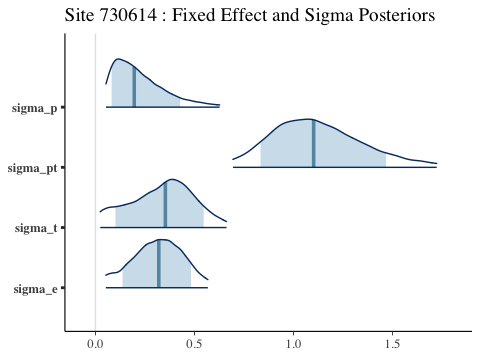 Site 730614 : Fixed Effect and Sigma Posteriors
sigma_p
sigma_pt
sigma_t
sigma_e
0.0 0.5 1.0 1.5